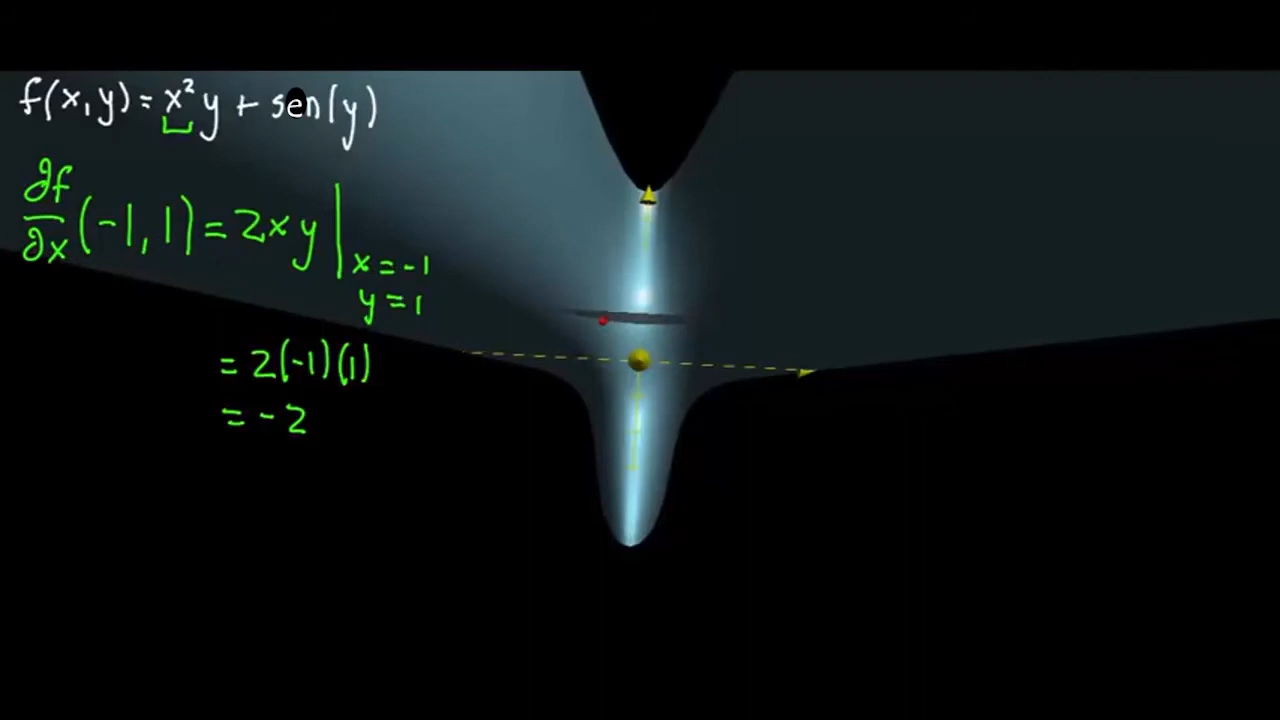 f(x,y) = x²y + sen(y)
∂f/∂x (-1, 1) = 2xy | x = -1
y = 1
= 2(-1)(1)
= -2